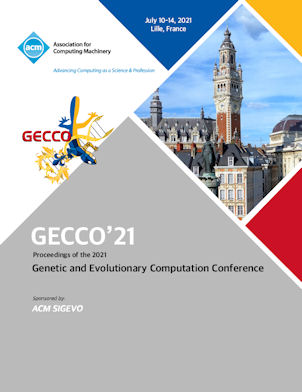 July 10-14, 2021
Lille, France
acm
Association for
Computing Machinery
Advancing Computing as a Science & Profession
GECCO
GECCO'21
Proceedings of the 2021
Genetic and Evolutionary Computation Conference
Sponsored by:
ACM SIGEVO